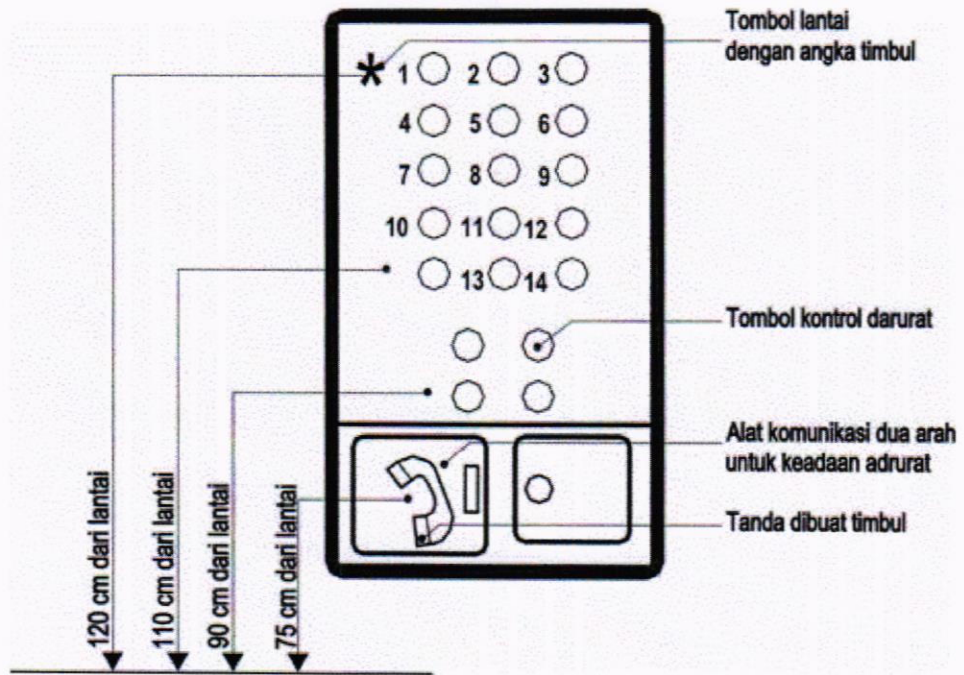 Tombol lantai
dengan angka timbul
* 1 2 3
4 5 6
7 8 9
10 11 12
13 14
Tombol kontrol darurat
Alat komunikasi dua arah
untuk keadaan adrurat
Tanda dibuat timbul
120 cm dari lantai
110 cm dari lantai
90 cm dari lantai
75 cm dari lantai